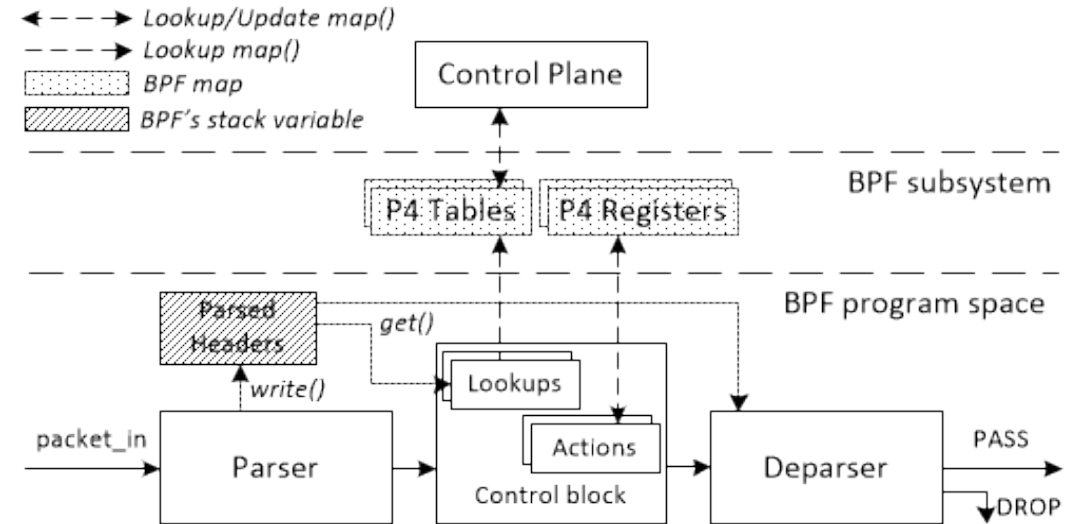 Lookup/Update map()
Lookup map()
BPF map
BPF's stack variable
Control Plane
BPF subsystem
P4 Tables
P4 Registers
BPF program space
Parsed
Headers
get()
write()
Lookups
packet_in
Parser
Actions
Control block
Deparser
PASS
DROP